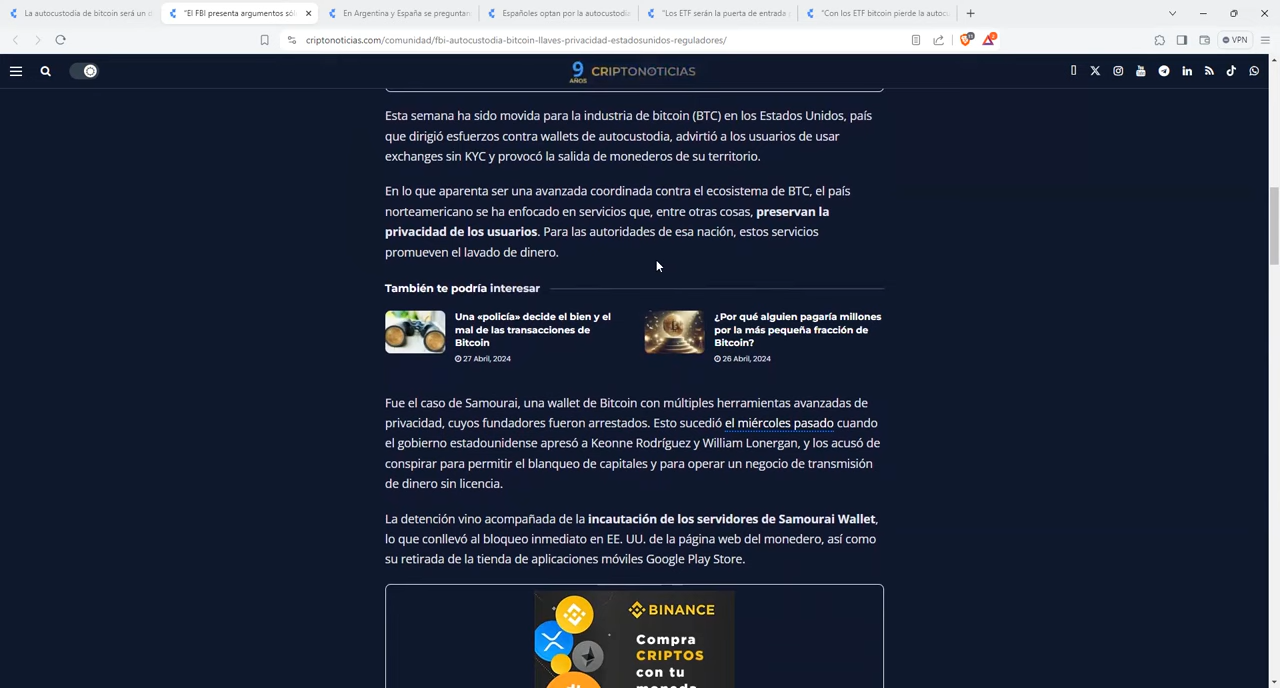 La autocustodia de bitcoin será un d
"El FBI presenta argumentos sóli
En Argentina y España se preguntan
Españoles optan por la autocustodia
"Los ETF serán la puerta de entrada
"Con los ETF bitcoin pierde la autoc
criptonoticias.com/comunidad/fbi-autocustodia-bitcoin-llaves-privacidad-estadosunidos-reguladores/
VPN
9 AÑOS CRIPTONOTICIAS
Esta semana ha sido movida para la industria de bitcoin (BTC) en los Estados Unidos, país
que dirigió esfuerzos contra wallets de autocustodia, advirtió a los usuarios de usar
exchanges sin KYC y provocó la salida de monederos de su territorio.
En lo que aparenta ser una avanzada coordinada contra el ecosistema de BTC, el país
norteamericano se ha enfocado en servicios que, entre otras cosas, preservan la
privacidad de los usuarios. Para las autoridades de esa nación, estos servicios
promueven el lavado de dinero.
También te podría interesar
Una «policía» decide el bien y el
mal de las transacciones de
Bitcoin
27 Abril, 2024
¿Por qué alguien pagaría millones
por la más pequeña fracción de
Bitcoin?
26 Abril, 2024
Fue el caso de Samourai, una wallet de Bitcoin con múltiples herramientas avanzadas de
privacidad, cuyos fundadores fueron arrestados. Esto sucedió el miércoles pasado cuando
el gobierno estadounidense apresó a Keonne Rodríguez y William Lonergan, y los acusó de
conspirar para permitir el blanqueo de capitales y para operar un negocio de transmisión
de dinero sin licencia.
La detención vino acompañada de la incautación de los servidores de Samourai Wallet,
lo que conllevó al bloqueo inmediato en EE. UU. de la página web del monedero, así como
su retirada de la tienda de aplicaciones móviles Google Play Store.
BINANCE
Compra
CRIPTOS
con tu
moneda